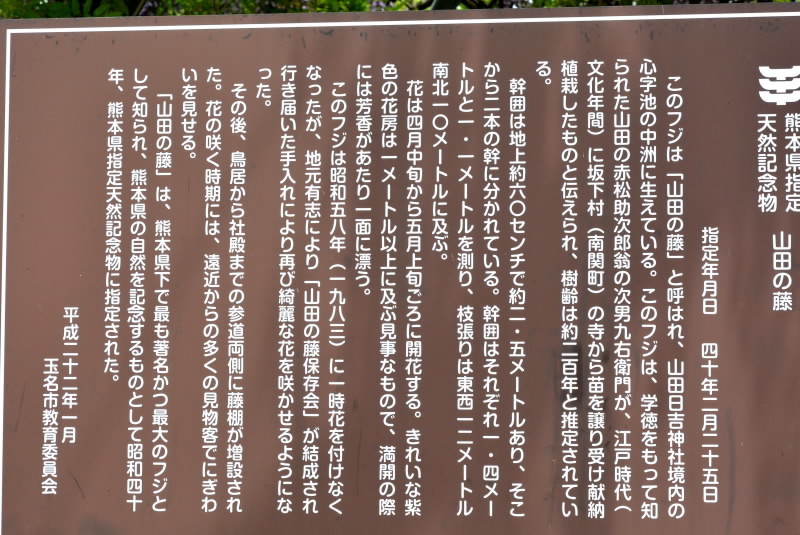 熊本県指定
天然記念物 山田の藤
指定年月日 四十年二月二十五日
このフジは「山田の藤」と呼ばれ、山田日吉神社境内の
心字池の中洲に生えている。このフジは、学徳をもって知
られた山田の赤松助次郎翁の次男九右衛門が、江戸時代（
文化年間）に坂下村（南関町）の寺から苗を譲り受け献納
植栽したものと伝えられ、樹齢は約二百年と推定されてい
る。
幹囲は地上約六〇センチで約二・五メートルあり、そこ
から二本の幹に分かれている。幹囲はそれぞれ一・四メー
トルと一・一メートルを測り、枝張りは東西一二メートル
南北一〇メートルに及ぶ。
花は四月中旬から五月上旬ごろに開花する。きれいな紫
色の花房は一メートル以上に及ぶ見事なもので、満開の際
には芳香があたり一面に漂う。
このフジは昭和五八年（一九八三）に一時花を付けなく
なったが、地元有志により「山田の藤保存会」が結成され
行き届いた手入れにより再び綺麗な花を咲かせるようにな
った。
その後、鳥居から社殿までの参道両側に藤棚が増設され
た。花の咲く時期には、遠近からの多くの見物客でにぎわ
いを見せる。
「山田の藤」は、熊本県下で最も著名かつ最大のフジと
して知られ、熊本県の自然を記念するものとして昭和四十
年、熊本県指定天然記念物に指定された。
平成二十二年一月
玉名市教育委員会